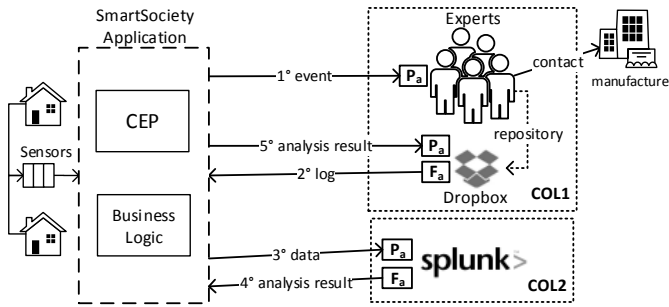 SmartSociety
Application
Experts
1° event
Pa
contact
manufacture
CEP
Sensors
5° analysis result
Pa
repository
2° log
Fa
Dropbox
COL1
Business
Logic
3° data
Pa
splunk>
4° analysis result
Fa
COL2